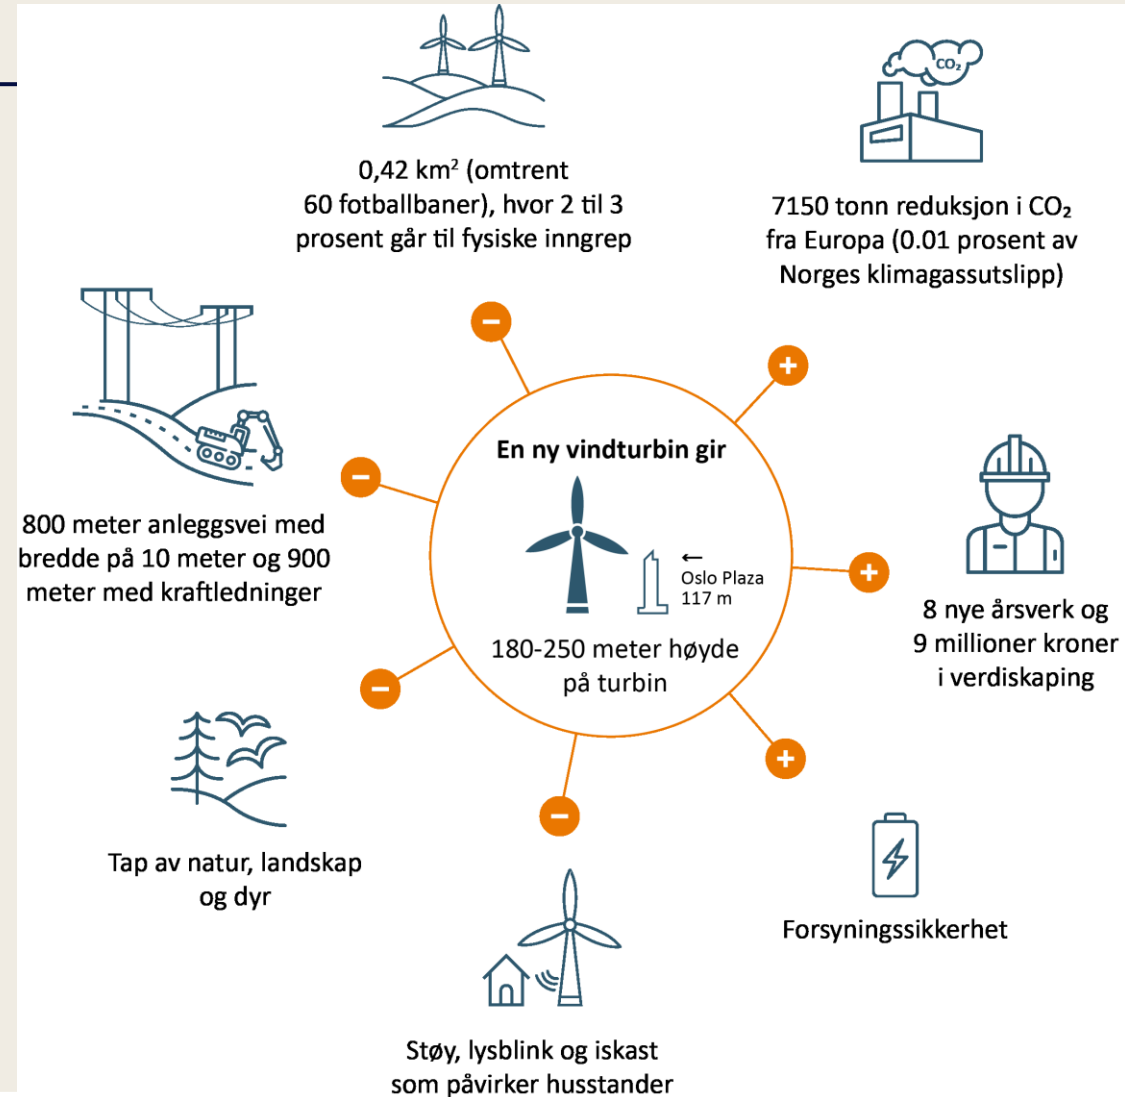 0,42 km² (omtrent
60 fotballbaner), hvor 2 til 3
prosent går til fysiske inngrep
CO₂
7150 tonn reduksjon i CO₂
fra Europa (0.01 prosent av
Norges klimagassutslipp)
800 meter anleggsvei med
bredde på 10 meter og 900
meter med kraftledninger
En ny vindturbin gir
←
Oslo Plaza
117 m
180-250 meter høyde
på turbin
8 nye årsverk og
9 millioner kroner
i verdiskaping
Tap av natur, landskap
og dyr
Forsyningssikkerhet
Støy, lysblink og iskast
som påvirker husstander